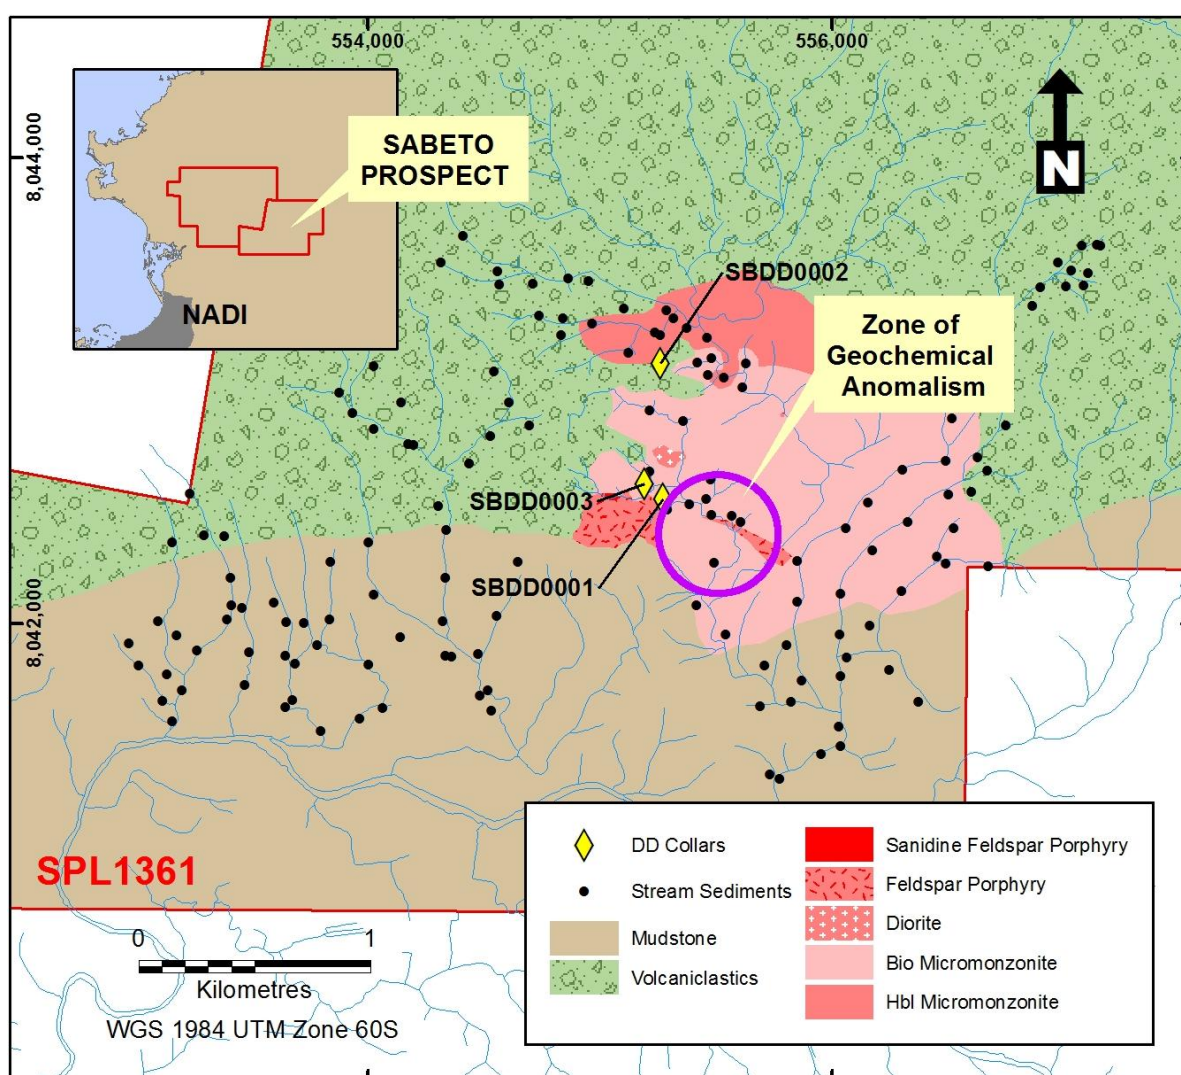 554,000
556,000
8,044,000
8,042,000
SABETO
PROSPECT
NADI
N
SBDD0002
Zone of
Geochemical
Anomalism
SBDD0003
SBDD0001
SPL1361
0 1
Kilometres
WGS 1984 UTM Zone 60S
DD Collars
Stream Sediments
Mudstone
Volcaniclastics
Sanidine Feldspar Porphyry
Feldspar Porphyry
Diorite
Bio Micromonzonite
Hbl Micromonzonite